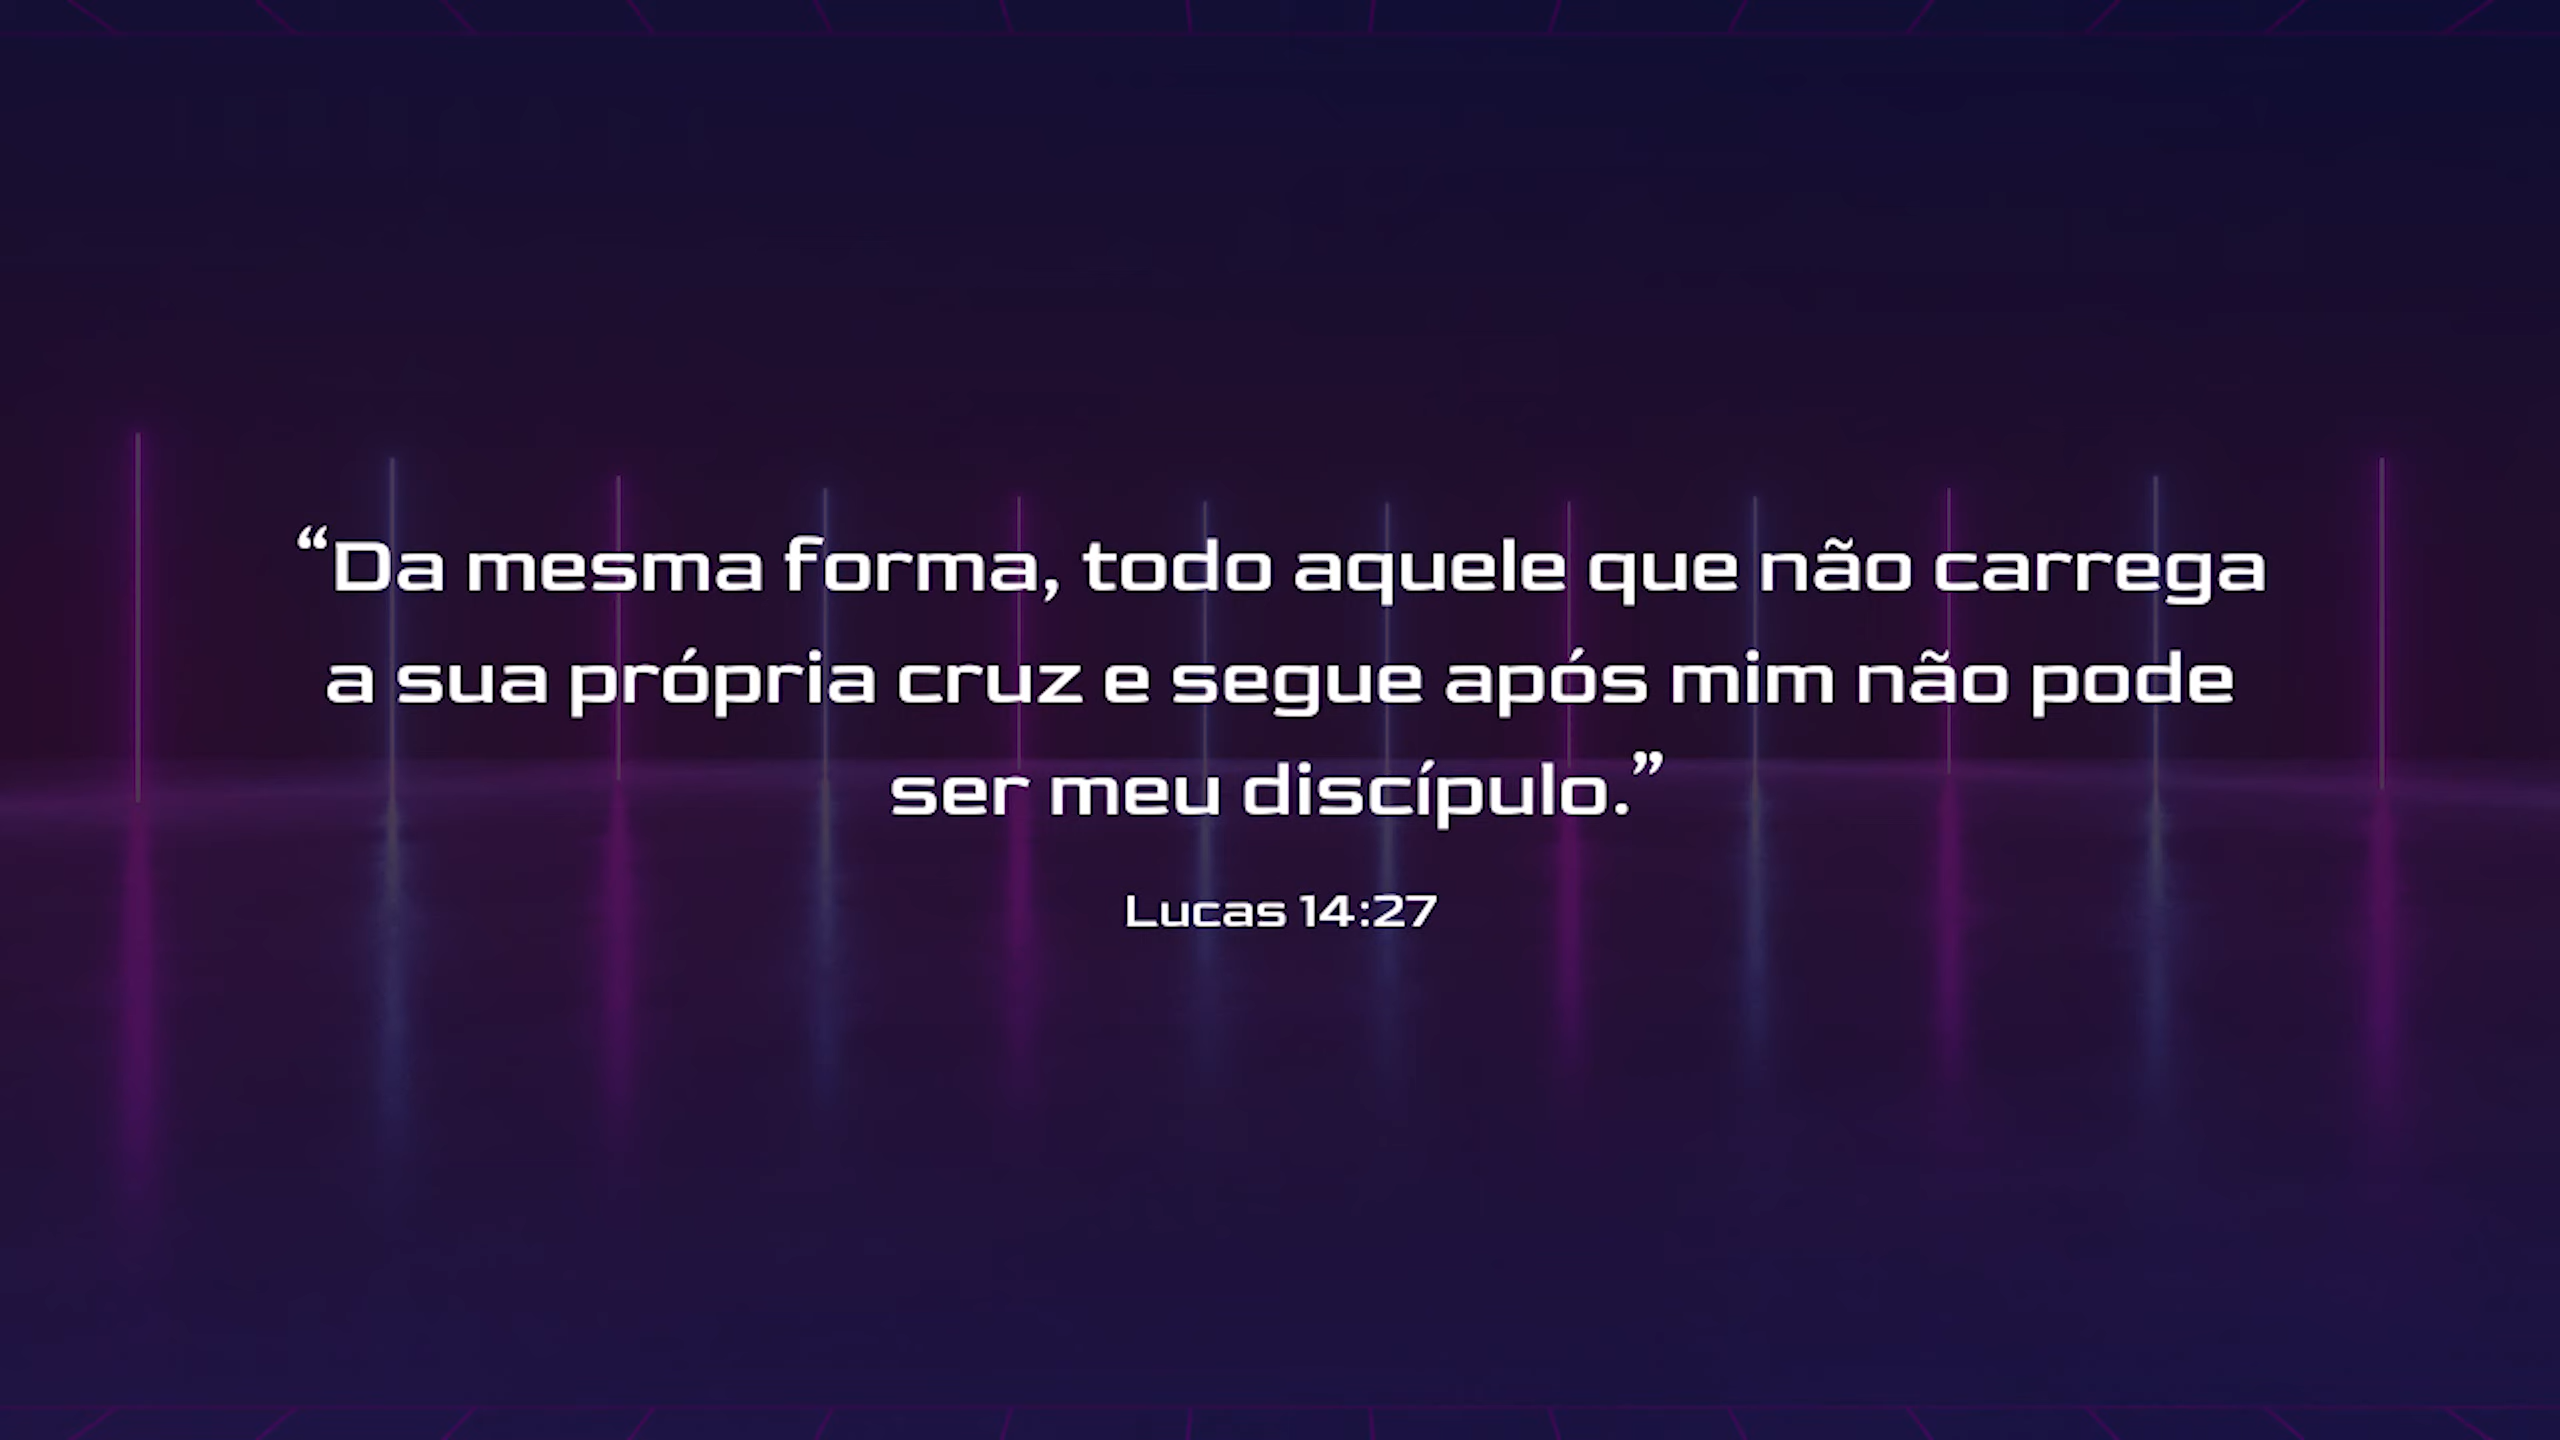 “Da mesma forma, todo aquele que não carrega
a sua própria cruz e segue após mim não pode
ser meu discípulo.”
Lucas 14:27